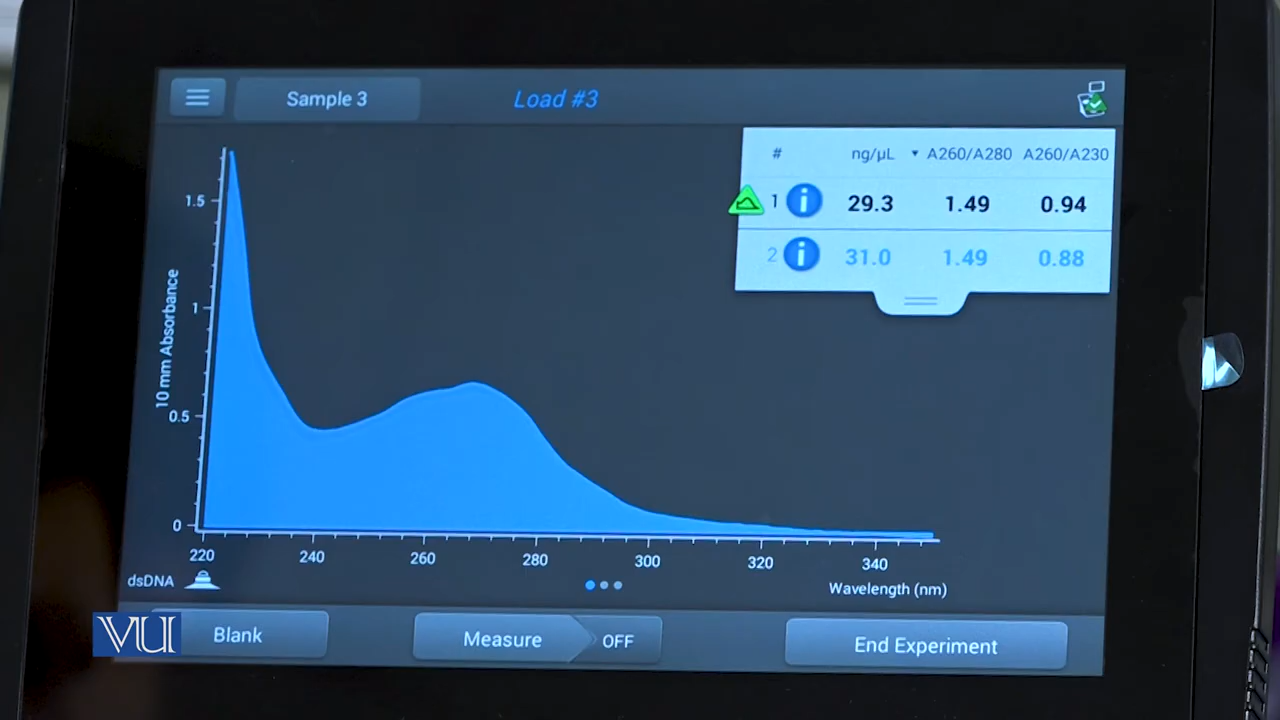 Sample 3
Load #3
# ng/µL ▾ A260/A280 A260/A230
1 i 29.3 1.49 0.94
2 i 31.0 1.49 0.88
10 mm Absorbance
1.5
1
0.5
0
220 240 260 280 300 320 340
dsDNA
Wavelength (nm)
VU
Blank
Measure
OFF
End Experiment